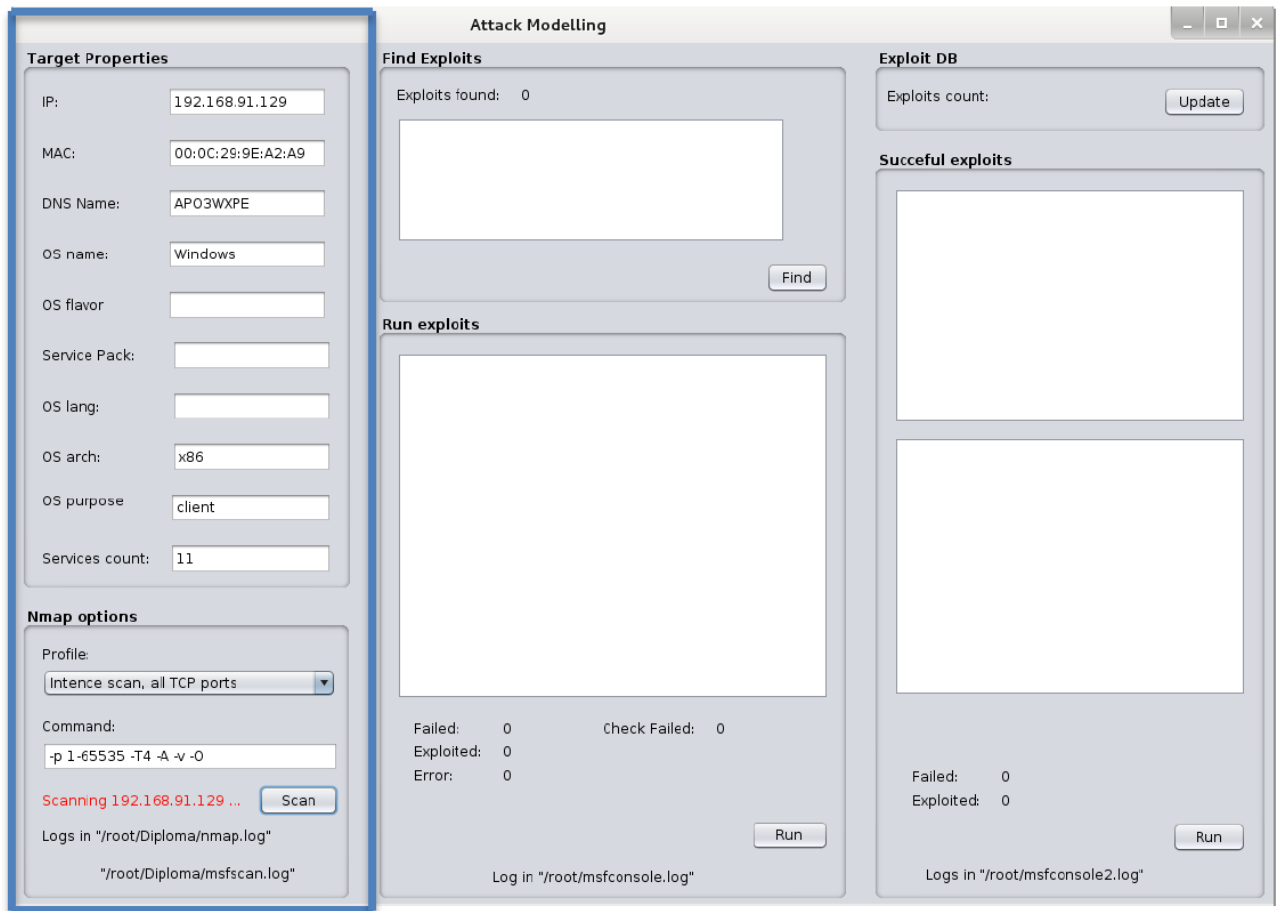 Attack Modelling
Target Properties
IP: 192.168.91.129
MAC: 00:0C:29:9E:A2:A9
DNS Name: APO3WXPE
OS name: Windows
OS flavor
Service Pack:
OS lang:
OS arch: x86
OS purpose client
Services count: 11
Nmap options
Profile:
Intence scan, all TCP ports
Command:
-p 1-65535 -T4 -A -v -O
Scanning 192.168.91.129 ... Scan
Logs in "/root/Diploma/nmap.log"
"/root/Diploma/msfscan.log"
Find Exploits
Exploits found: 0
Find
Run exploits
Failed: 0 Check Failed: 0
Exploited: 0
Error: 0
Run
Log in "/root/msfconsole.log"
Exploit DB
Exploits count: Update
Succeful exploits
Failed: 0
Exploited: 0
Run
Logs in "/root/msfconsole2.log"